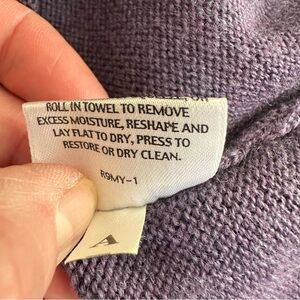 ROLL IN TOWEL TO REMOVE
EXCESS MOISTURE, RESHAPE AND
LAY FLAT TO DRY, PRESS TO
RESTORE OR DRY CLEAN.
R9MY-1
A